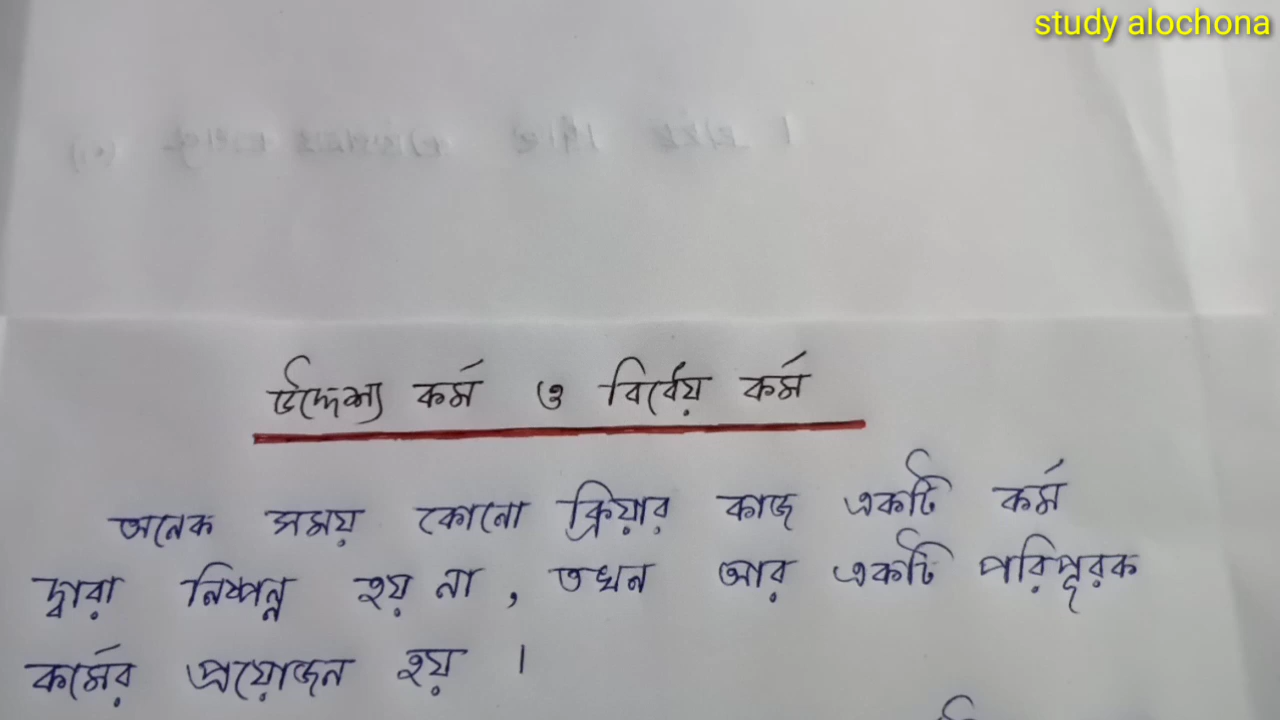 study alochona
উদ্দেশ্য কর্ম ও বিধেয় কর্ম
অনেক সময় কোনো ক্রিয়ার কাজ একটি কর্ম
দ্বারা নিষ্পন্ন হয় না , তখন আর একটি পরিপূরক
কর্মের প্রয়োজন হয় ।